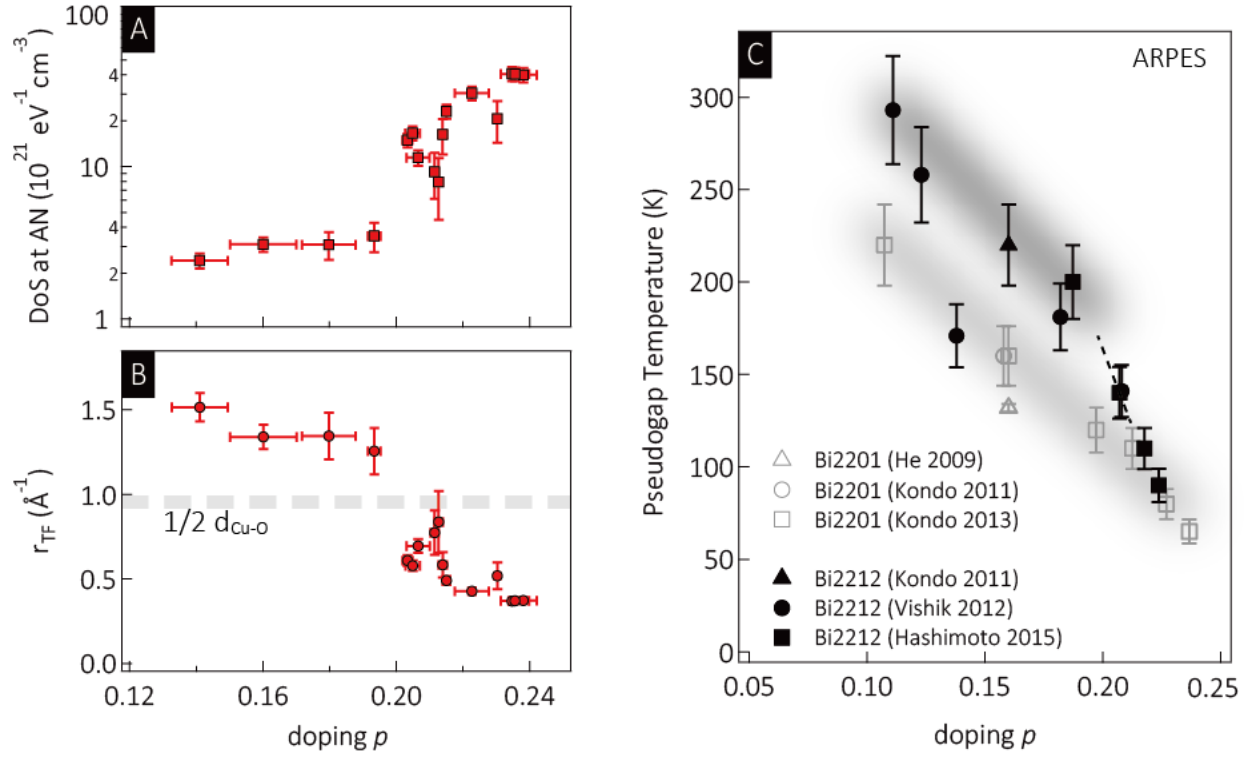 A
100
4
2
10
4
2
1
DoS at AN (10²¹ eV⁻¹ cm⁻³)
B
1.5
1.0
0.5
0.0
r_TF (Å⁻¹)
1/2 d_Cu-O
0.12 0.16 0.20 0.24
doping p
C
ARPES
300
250
200
150
100
50
0
Pseudogap Temperature (K)
Bi2201 (He 2009)
Bi2201 (Kondo 2011)
Bi2201 (Kondo 2013)
Bi2212 (Kondo 2011)
Bi2212 (Vishik 2012)
Bi2212 (Hashimoto 2015)
0.05 0.10 0.15 0.20 0.25
doping p